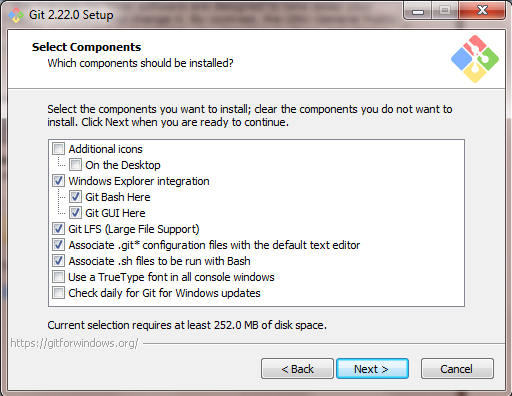 Git 2.22.0 Setup
Select Components
Which components should be installed?
Select the components you want to install; clear the components you do not want to
install. Click Next when you are ready to continue.
Additional icons
On the Desktop
Windows Explorer integration
Git Bash Here
Git GUI Here
Git LFS (Large File Support)
Associate .git* configuration files with the default text editor
Associate .sh files to be run with Bash
Use a TrueType font in all console windows
Check daily for Git for Windows updates
Current selection requires at least 252.0 MB of disk space.
https://gitforwindows.org/
< Back
Next >
Cancel